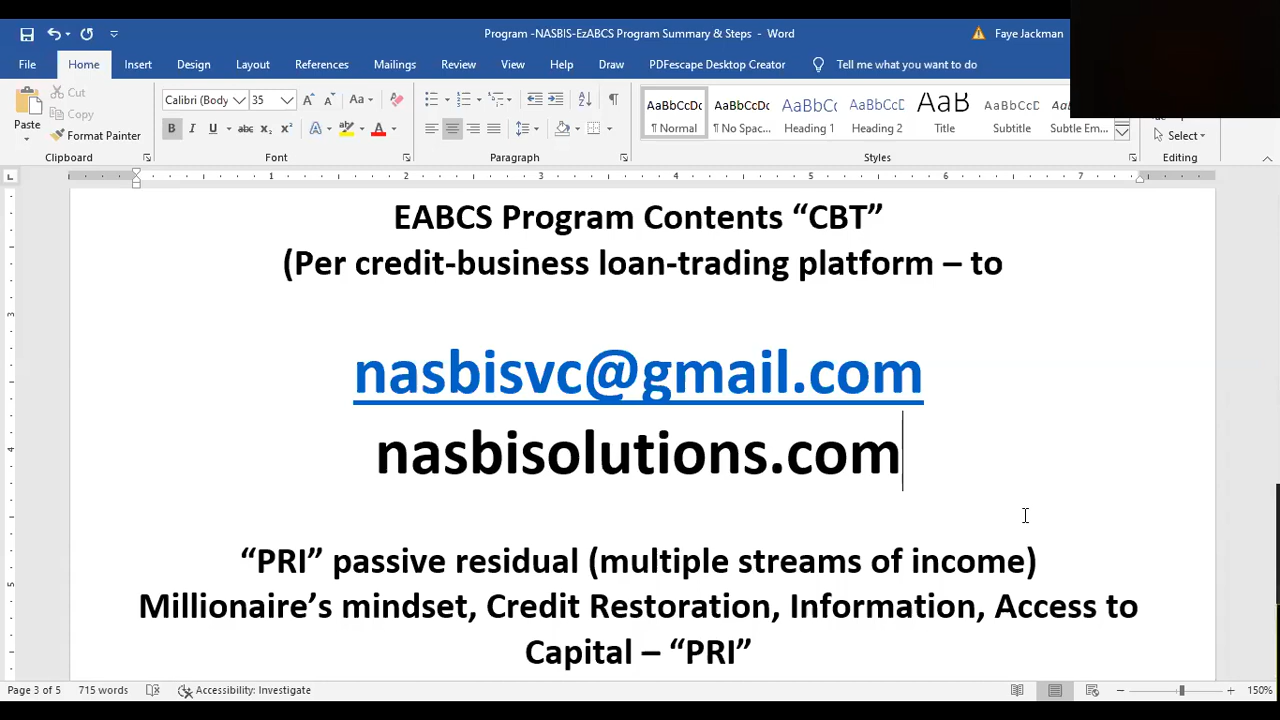 Program -NASBIS-EzABCS Program Summary & Steps - Word
Faye Jackman
File Home Insert Design Layout References Mailings Review View Help Draw PDFescape Desktop Creator Tell me what you want to do
Cut
Copy
Format Painter
Paste
Clipboard
Calibri (Body 35
Font
Paragraph
AaBbCcDc AaBbCcDc AaBbCc AaBbCcD AaB AaBbCcD AaBbCcDc
¶ Normal ¶ No Spac... Heading 1 Heading 2 Title Subtitle Subtle Em...
Styles
Select
Editing
EABCS Program Contents “CBT”
(Per credit-business loan-trading platform – to
nasbisvc@gmail.com
nasbisolutions.com
“PRI” passive residual (multiple streams of income)
Millionaire’s mindset, Credit Restoration, Information, Access to
Capital – “PRI”
Page 3 of 5 715 words Accessibility: Investigate 150%